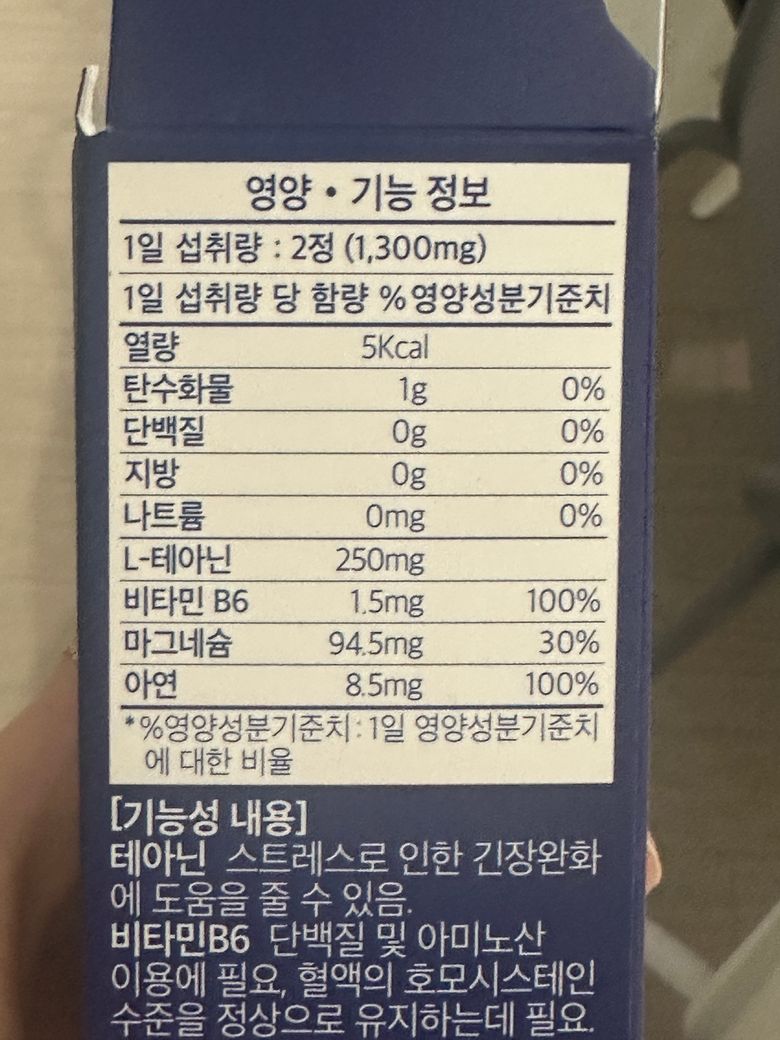 영양 • 기능 정보
1일 섭취량 : 2정 (1,300mg)
1일 섭취량 당 함량 %영양성분기준치
열량 5Kcal
탄수화물 1g 0%
단백질 0g 0%
지방 0g 0%
나트륨 0mg 0%
L-테아닌 250mg
비타민 B6 1.5mg 100%
마그네슘 94.5mg 30%
아연 8.5mg 100%
*%영양성분기준치 : 1일 영양성분기준치
에 대한 비율
[기능성 내용]
테아닌 스트레스로 인한 긴장완화
에 도움을 줄 수 있음.
비타민B6 단백질 및 아미노산
이용에 필요, 혈액의 호모시스테인
수준을 정상으로 유지하는데 필요.